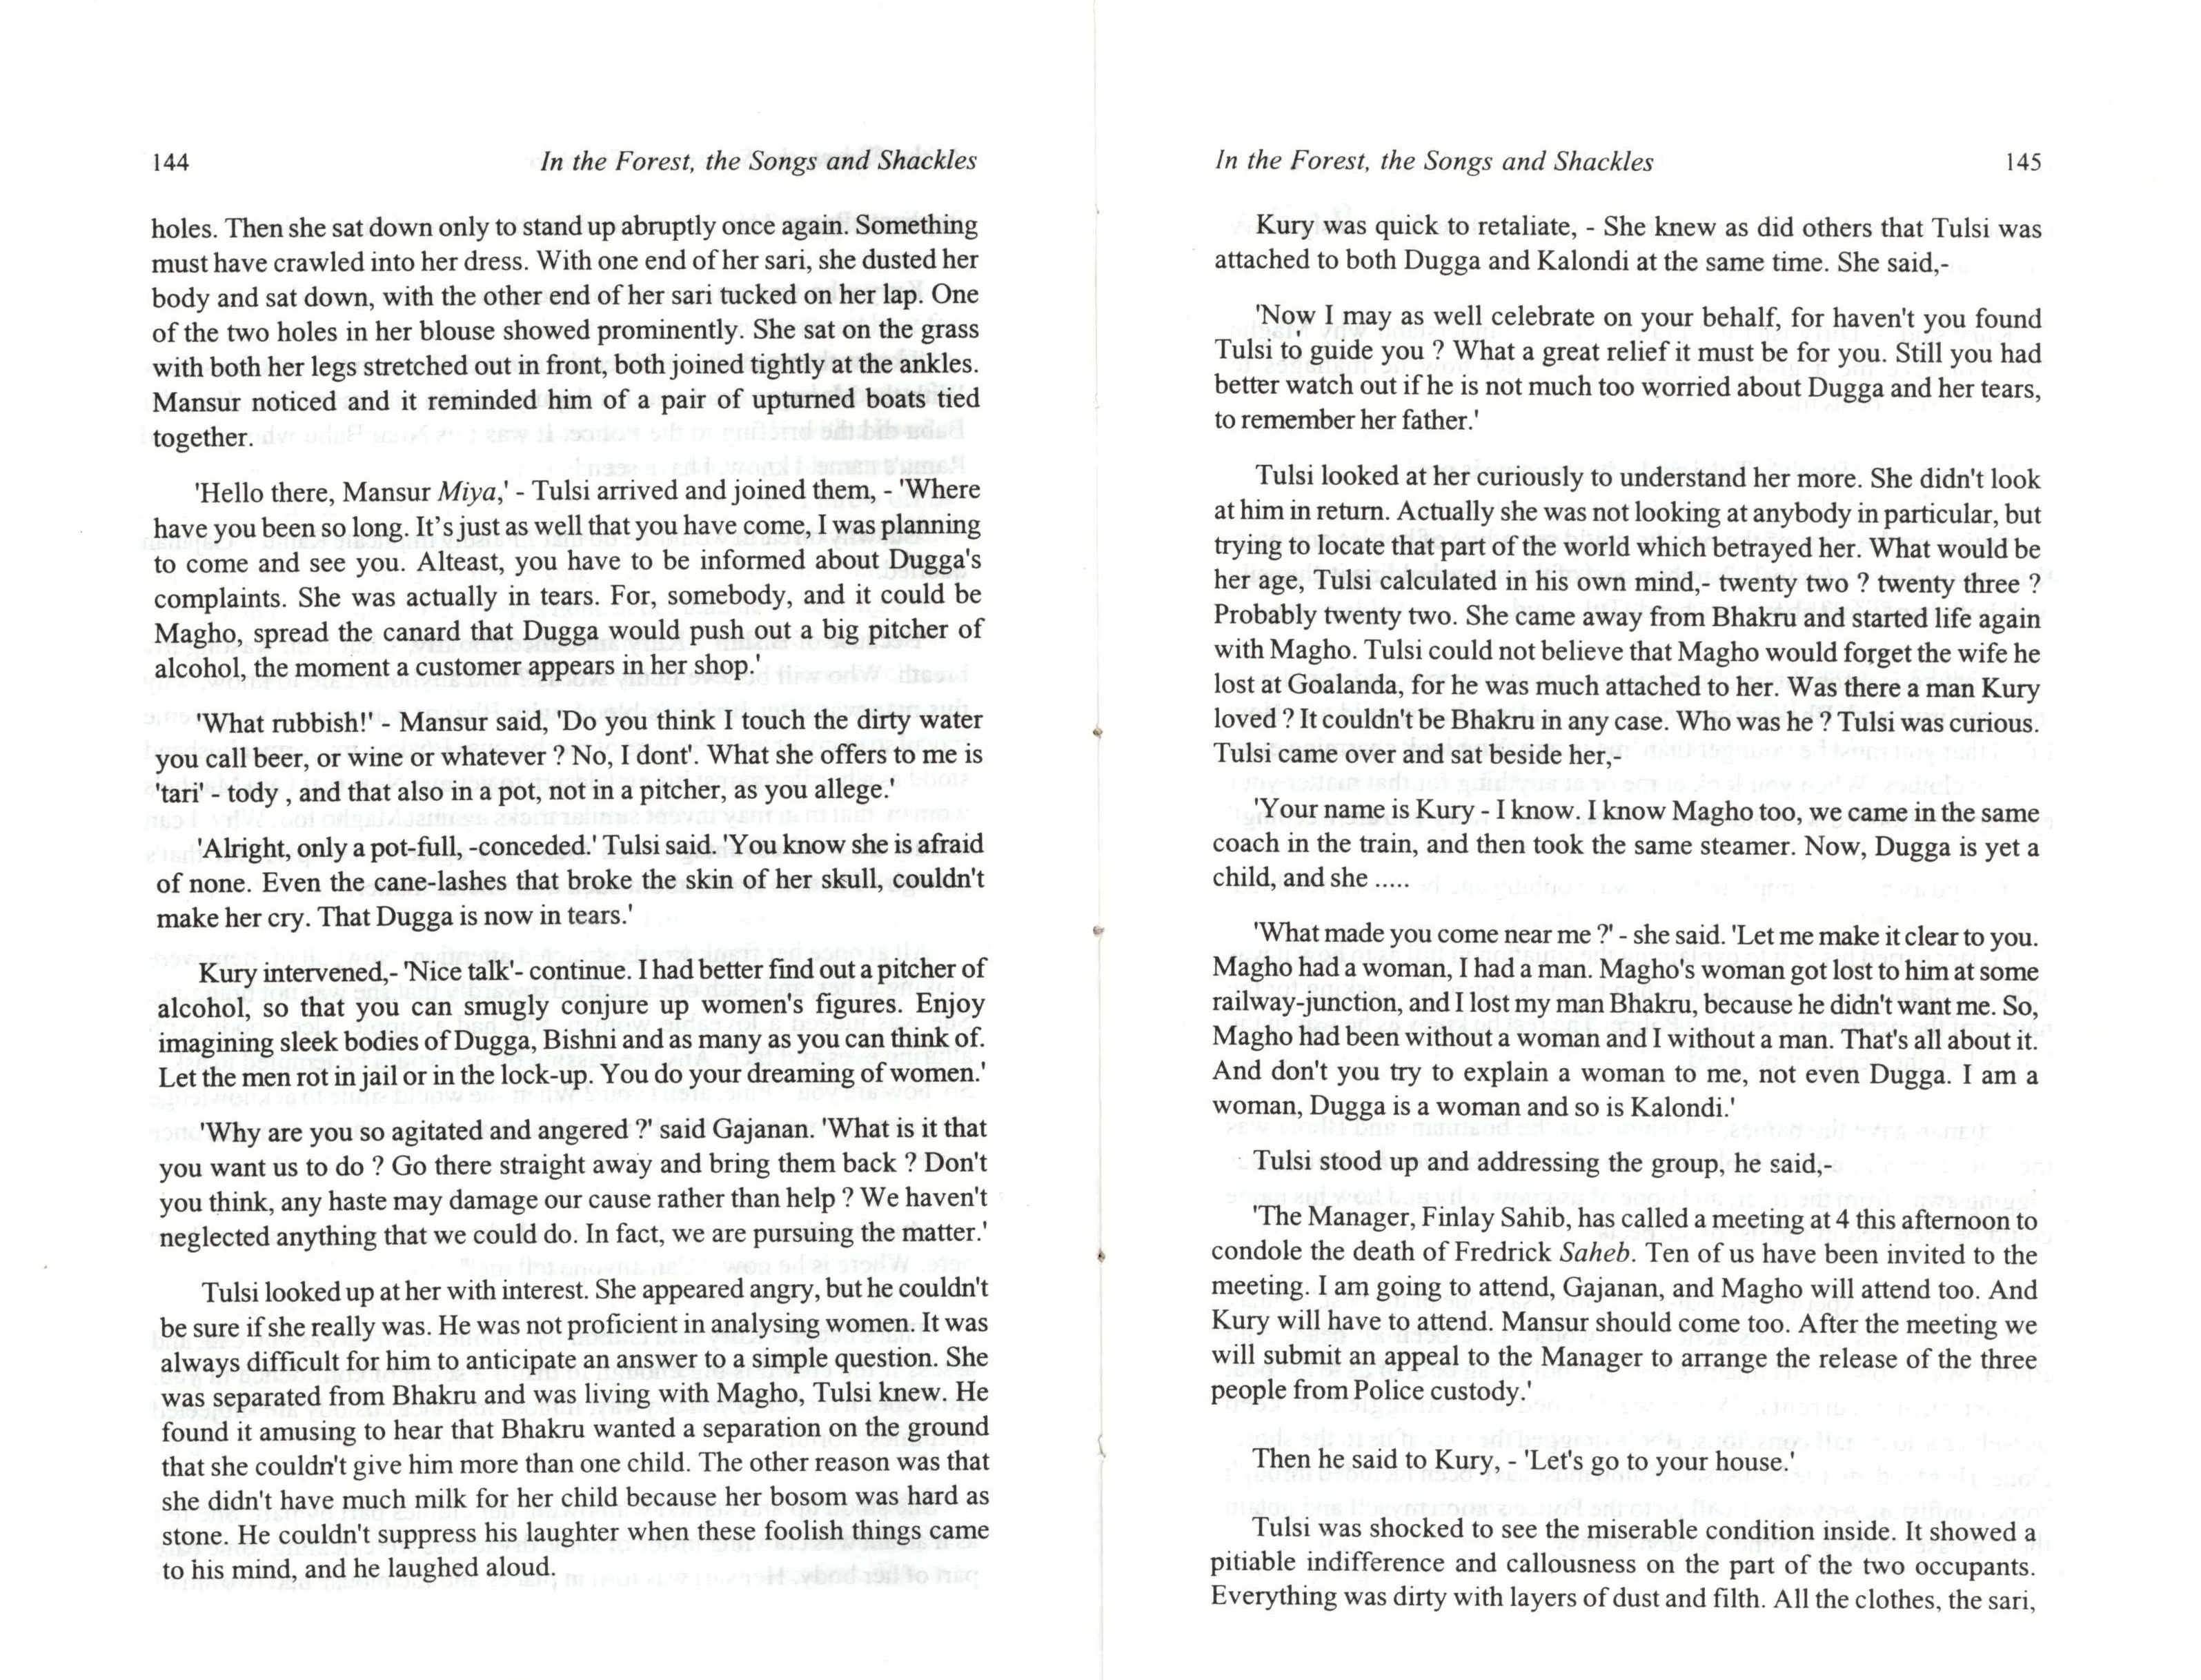 144
In the Forest, the Songs and Shackles
holes. Then she sat down only to stand up abruptly once again. Something
must have crawled into her dress. With one end of her sari, she dusted her
body and sat down, with the other end of her sari tucked on her lap. One
of the two holes in her blouse showed prominently. She sat on the grass
with both her legs stretched out in front, both joined tightly at the ankles.
Mansur noticed and it reminded him of a pair of upturned boats tied
together.
'Hello there, Mansur Miya,' - Tulsi arrived and joined them, - 'Where
have you been so long. It's just as well that you have come, I was planning
to come and see you. Alteast, you have to be informed about Dugga's
complaints. She was actually in tears. For, somebody, and it could be
Magho, spread the canard that Dugga would push out a big pitcher of
alcohol, the moment a customer appears in her shop.'
'What rubbish!' - Mansur said, 'Do you think I touch the dirty water
you call beer, or wine or whatever ? No, I dont'. What she offers to me is
'tari' - tody , and that also in a pot, not in a pitcher, as you allege.'
'Alright, only a pot-full, -conceded.' Tulsi said, 'You know she is afraid
of none. Even the cane-lashes that broke the skin of her skull, couldn't
make her cry. That Dugga is now in tears.'
Kury intervened,- 'Nice talk'- continue. I had better find out a pitcher of
alcohol, so that you can smugly conjure up women's figures. Enjoy
imagining sleek bodies of Dugga, Bishni and as many as you can think of.
Let the men rot in jail or in the lock-up. You do your dreaming of women.'
'Why are you so agitated and angered ?' said Gajanan. 'What is it that
you want us to do ? Go there straight away and bring them back ? Don't
you think, any haste may damage our cause rather than help ? We haven't
neglected anything that we could do. In fact, we are pursuing the matter.'
Tulsi looked up at her with interest. She appeared angry, but he couldn't
be sure if she really was. He was not proficient in analysing women. It was
always difficult for him to anticipate an answer to a simple question. She
was separated from Bhakru and was living with Magho, Tulsi knew. He
found it amusing to hear that Bhakru wanted a separation on the ground
that she couldn't give him more than one child. The other reason was that
she didn't have much milk for her child because her bosom was hard as
stone. He couldn't suppress his laughter when these foolish things came
to his mind, and he laughed aloud.
In the Forest, the Songs and Shackles
145
Kury was quick to retaliate, - She knew as did others that Tulsi was
attached to both Dugga and Kalondi at the same time. She said,-
'Now I may as well celebrate on your behalf, for haven't you found
Tulsi to guide you ? What a great relief it must be for you. Still you had
better watch out if he is not much too worried about Dugga and her tears,
to remember her father.'
Tulsi looked at her curiously to understand her more. She didn't look
at him in return. Actually she was not looking at anybody in particular, but
trying to locate that part of the world which betrayed her. What would be
her age, Tulsi calculated in his own mind,- twenty two ? twenty three ?
Probably twenty two. She came away from Bhakru and started life again
with Magho. Tulsi could not believe that Magho would forget the wife he
lost at Goalanda, for he was much attached to her. Was there a man Kury
loved ? It couldn't be Bhakru in any case. Who was he ? Tulsi was curious.
Tulsi came over and sat beside her,-
'Your name is Kury - I know. I know Magho too, we came in the same
coach in the train, and then took the same steamer. Now, Dugga is yet a
child, and she .....
'What made you come near me ?' - she said. 'Let me make it clear to you.
Magho had a woman, I had a man. Magho's woman got lost to him at some
railway-junction, and I lost my man Bhakru, because he didn't want me. So,
Magho had been without a woman and I without a man. That's all about it.
And don't you try to explain a woman to me, not even Dugga. I am a
woman, Dugga is a woman and so is Kalondi.'
Tulsi stood up and addressing the group, he said,-
'The Manager, Finlay Sahib, has called a meeting at 4 this afternoon to
condole the death of Fredrick Saheb. Ten of us have been invited to the
meeting. I am going to attend, Gajanan, and Magho will attend too. And
Kury will have to attend. Mansur should come too. After the meeting we
will submit an appeal to the Manager to arrange the release of the three
people from Police custody.'
Then he said to Kury, - 'Let's go to your house.'
Tulsi was shocked to see the miserable condition inside. It showed a
pitiable indifference and callousness on the part of the two occupants.
Everything was dirty with layers of dust and filth. All the clothes, the sari,